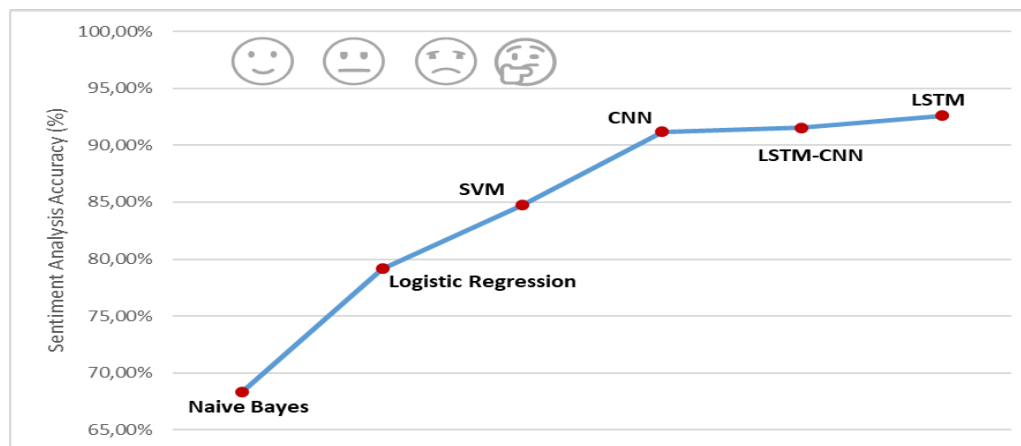 100,00%
95,00%
90,00%
85,00%
80,00%
75,00%
70,00%
65,00%
Sentiment Analysis Accuracy (%)
Naive Bayes
Logistic Regression
SVM
CNN
LSTM-CNN
LSTM